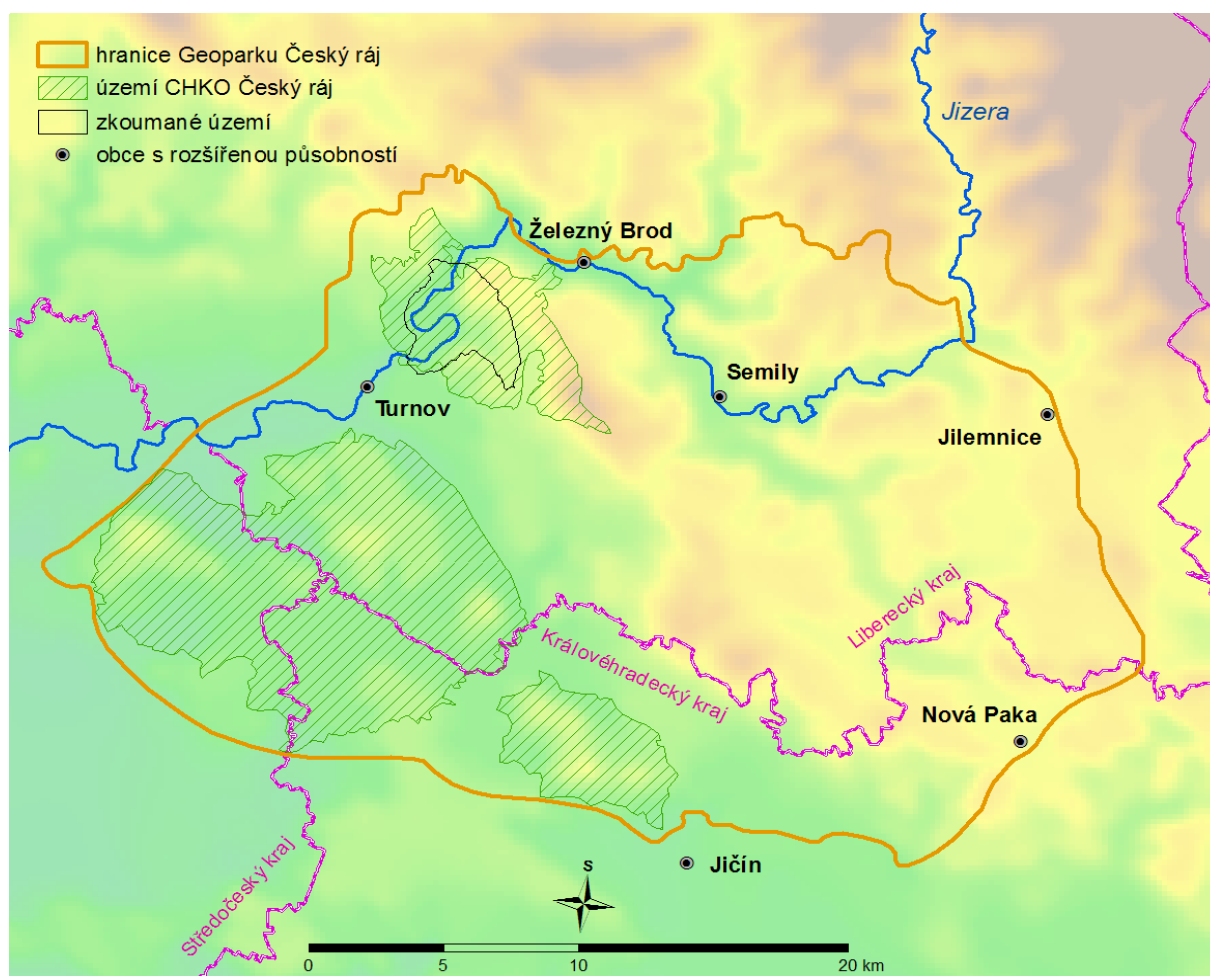 hranice Geoparku Český ráj
území CHKO Český ráj
zkoumané území
obce s rozšířenou působností
Jizera
Železný Brod
Semily
Turnov
Jilemnice
Liberecký kraj
Královéhradecký kraj
Nová Paka
Jičín
Středočeský kraj
S
0 5 10 20 km